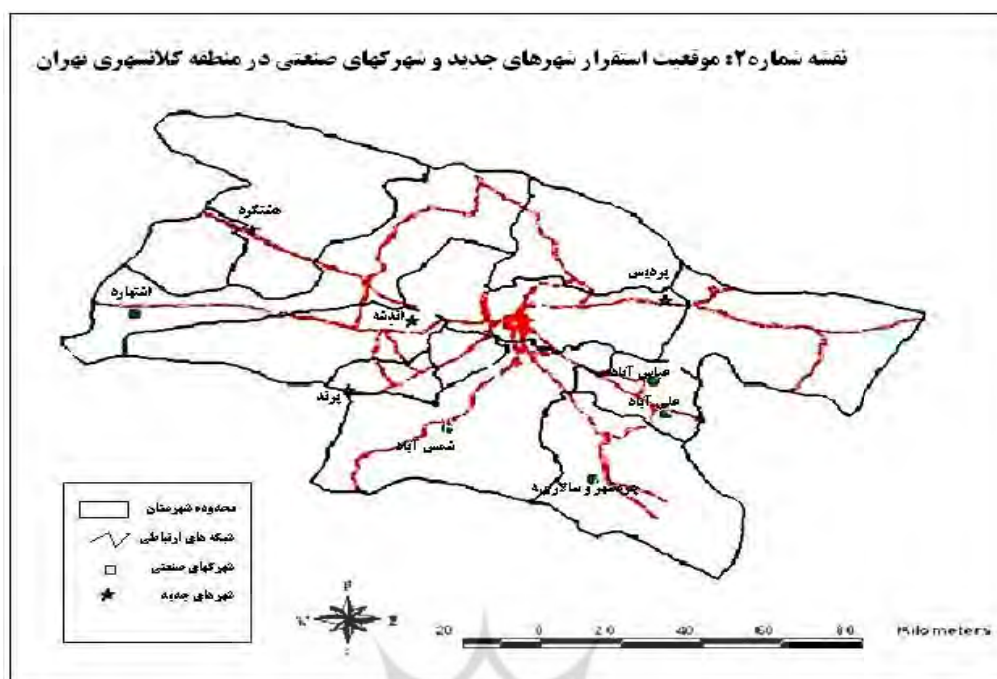 نقشه شماره۲: موقعیت استقرار شهرهای جدید و شهرکهای صنعتی در منطقه کلانشهری تهران
هشتگرد
پردیس
اشتهارد
اندیشه
عباس آباد
علی آباد
پرند
شمس آباد
چرمشهر و سالاریه
محدوده شهرستان
شبکه های ارتباطی
شهرکهای صنعتی
شهرهای جدید
W
E
20 0 20 40 60 80 Kilometers